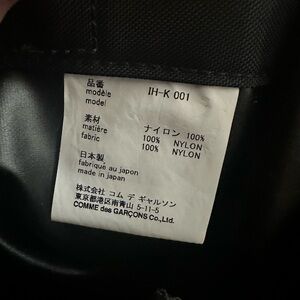 品番
modèle IH-K 001
model
素材
matière ナイロン 100%
fabric 100% NYLON
100% NYLON
日本製
fabriqué au japon
made in japan
株式会社 コム デ ギャルソン
東京都港区南青山 5-11-5
COMME des GARÇONS Co.,Ltd.